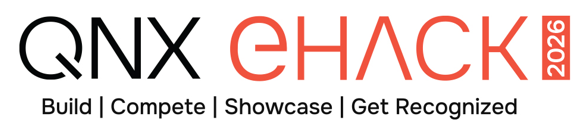 QNX eHACK 2026
Build | Compete | Showcase | Get Recognized